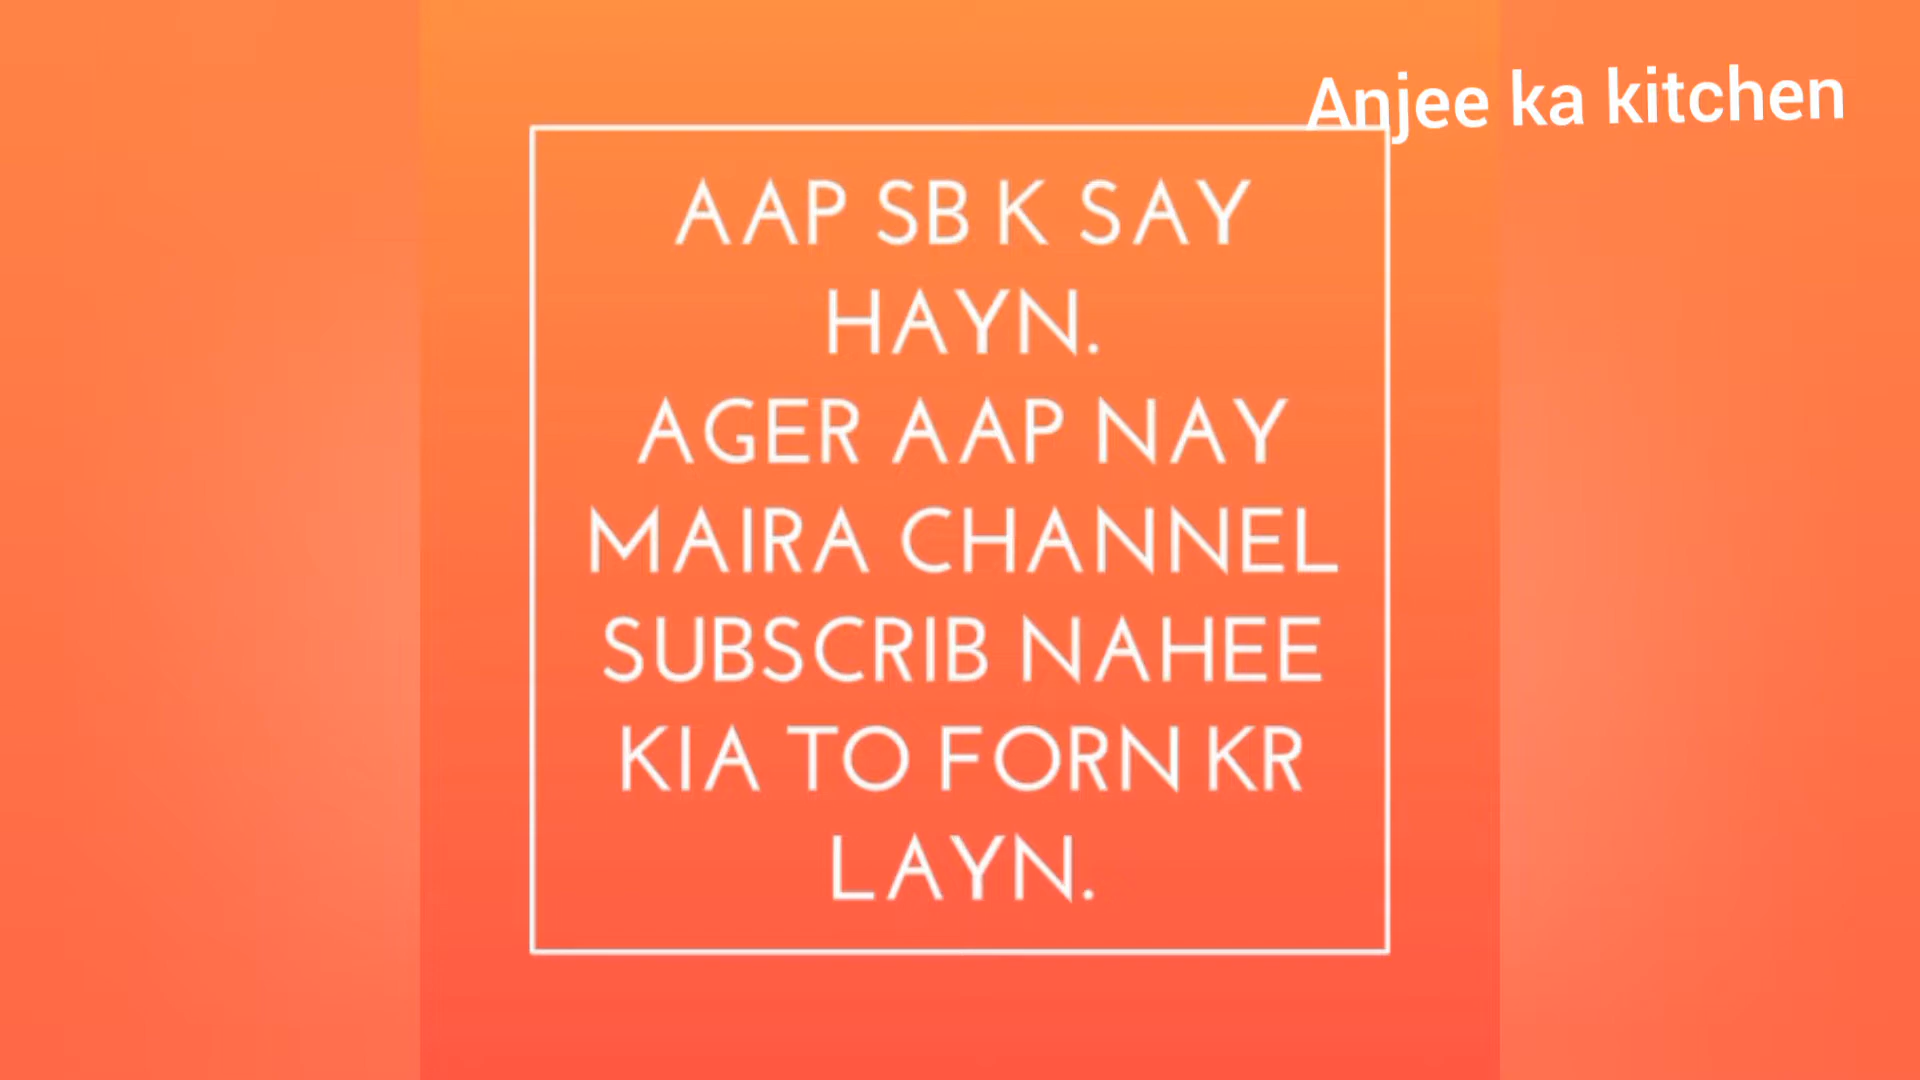 Anjee ka kitchen
AAP SB K SAY
HAYN.
AGER AAP NAY
MAIRA CHANNEL
SUBSCRIB NAHEE
KIA TO FORN KR
LAYN.